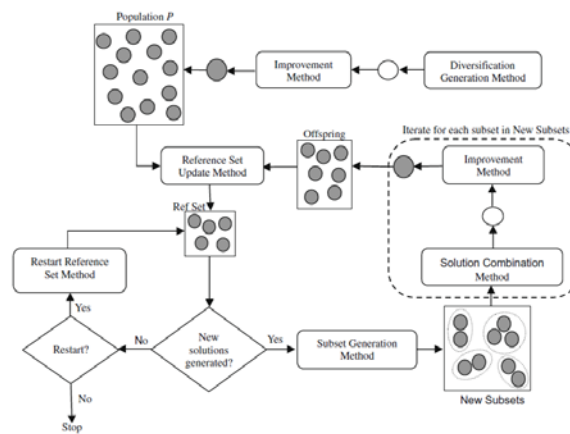 Population P
Improvement
Method
Diversification
Generation Method
Iterate for each subset in New Subsets
Offspring
Improvement
Method
Reference Set
Update Method
Ref Set
Restart Reference
Set Method
Solution Combination
Method
Yes
Restart?
No
New
solutions
generated?
Yes
Subset Generation
Method
No
Stop
New Subsets